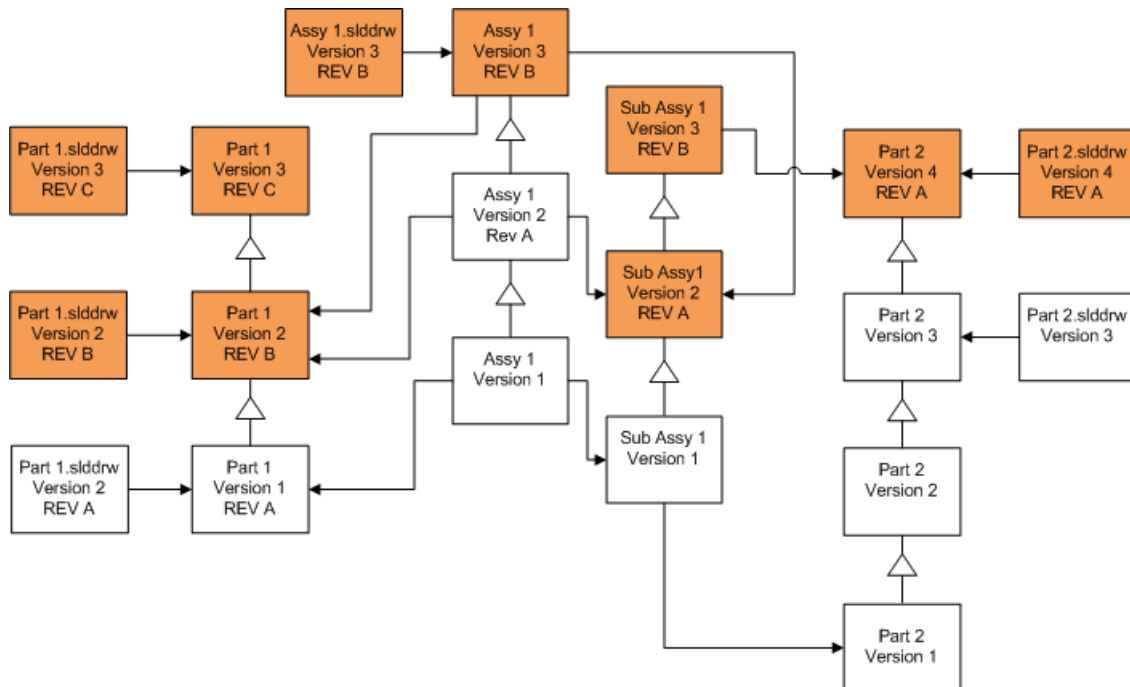 Assy 1.slddrw
Version 3
REV B
Assy 1
Version 3
REV B
Sub Assy 1
Version 3
REV B
Part 1.slddrw
Version 3
REV C
Part 1
Version 3
REV C
Part 2
Version 4
REV A
Part 2.slddrw
Version 4
REV A
Assy 1
Version 2
Rev A
Sub Assy1
Version 2
REV A
Part 1.slddrw
Version 2
REV B
Part 1
Version 2
REV B
Part 2
Version 3
Part 2.slddrw
Version 3
Assy 1
Version 1
Sub Assy 1
Version 1
Part 1.slddrw
Version 2
REV A
Part 1
Version 1
REV A
Part 2
Version 2
Part 2
Version 1